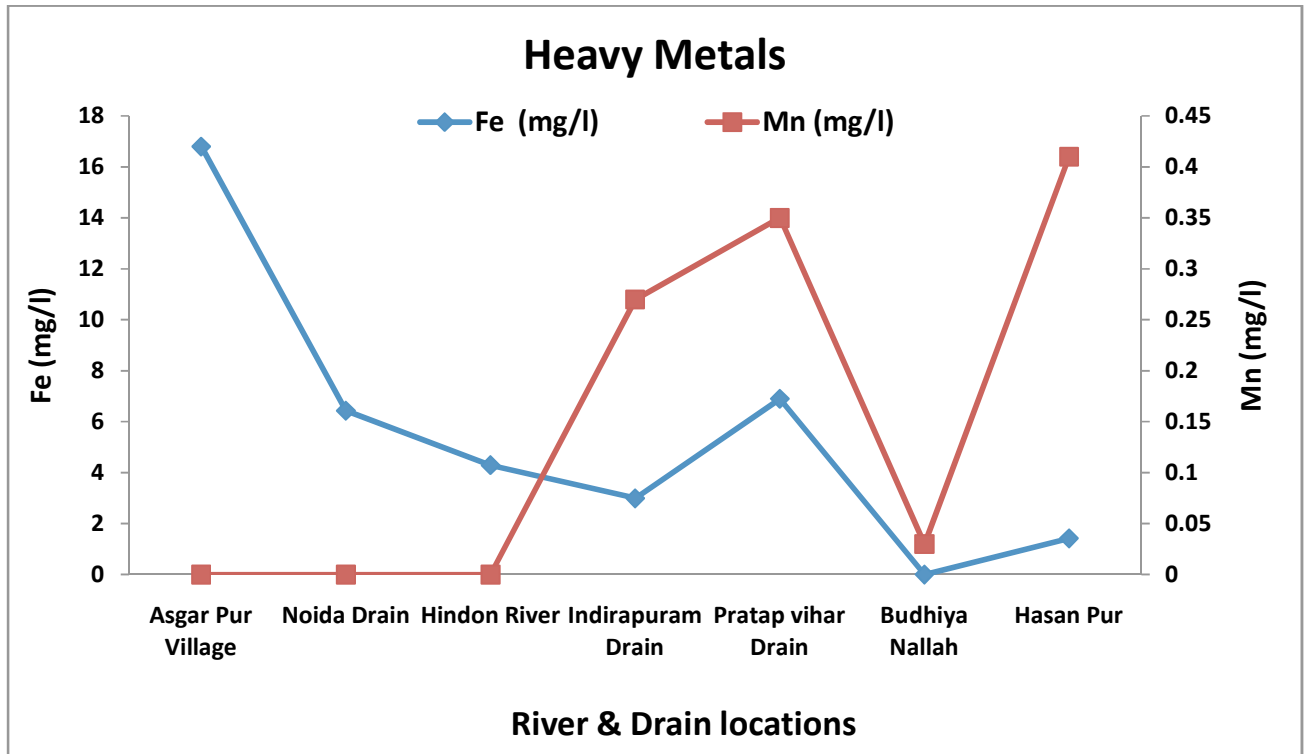 Heavy Metals
Fe (mg/l)
Mn (mg/l)
18
16
14
12
10
8
6
4
2
0
Fe (mg/l)
0.45
0.4
0.35
0.3
0.25
0.2
0.15
0.1
0.05
0
Mn (mg/l)
Asgar Pur
Village
Noida Drain
Hindon River
Indirapuram
Drain
Pratap vihar
Drain
Budhiya
Nallah
Hasan Pur
River & Drain locations